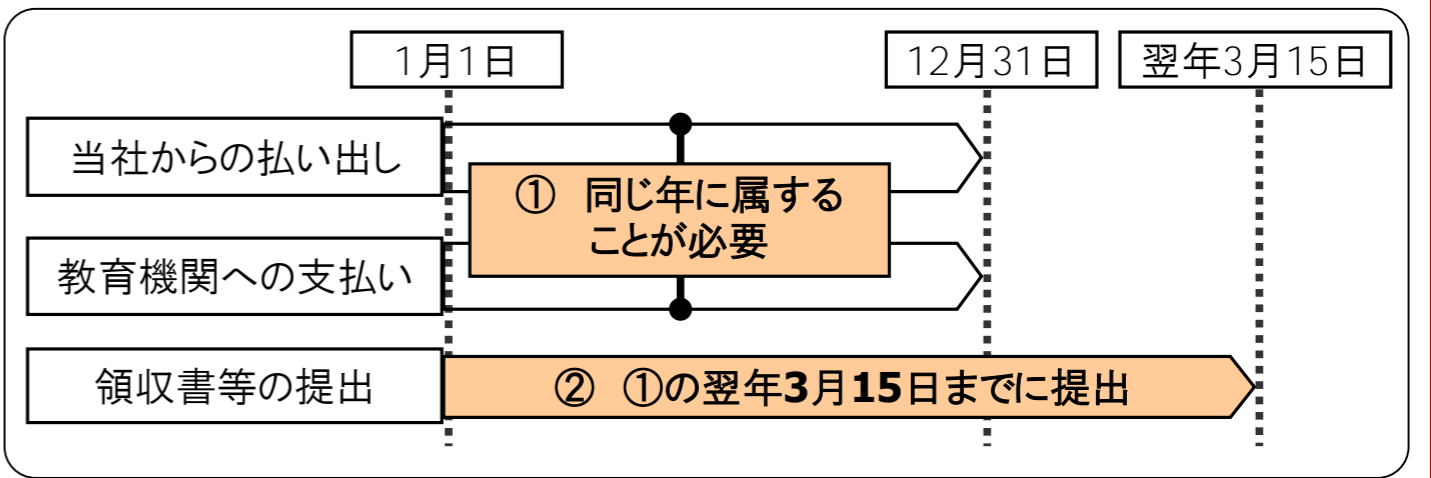 1月1日
12月31日
翌年3月15日
当社からの払い出し
① 同じ年に属する
ことが必要
教育機関への支払い
領収書等の提出
② ①の翌年3月15日までに提出